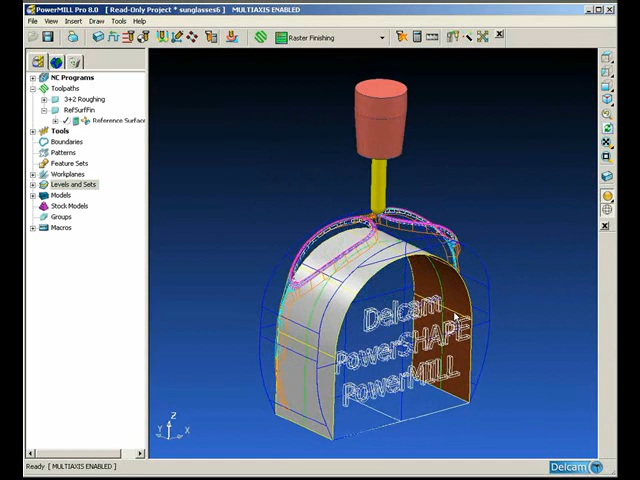 PowerMILL Pro 8.0 [ Read-Only Project * sunglasses6 ] MULTIAXIS ENABLED
File View Insert Draw Tools Help
Raster Finishing
NC Programs
Toolpaths
3+2 Roughing
RefSurfFin
Reference Surfac
Tools
Boundaries
Patterns
Feature Sets
Workplanes
Levels and Sets
Models
Stock Models
Groups
Macros
Delcam
PowerSHAPE
PowerMILL
Z
Y X
Ready [MULTIAXIS ENABLED]
Delcam